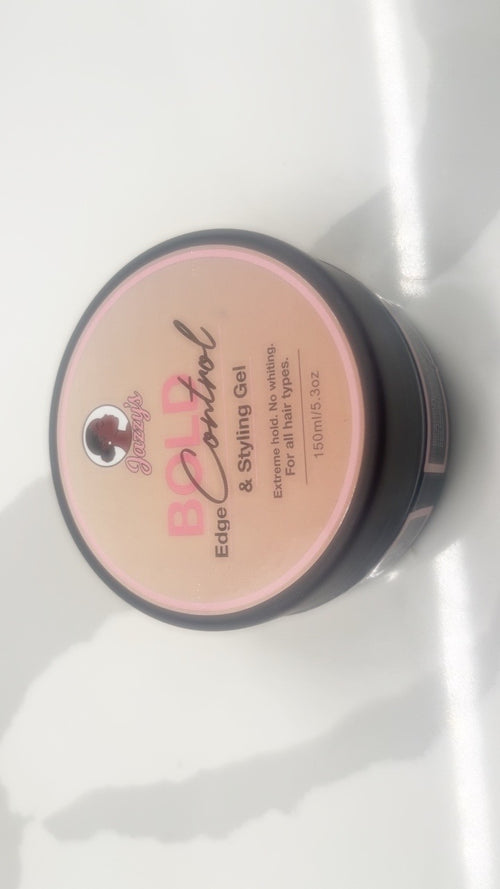 Jazzy's
BOLD
Edge Control
& Styling Gel
Extreme hold. No whiting.
For all hair types.
150ml/5.3oz